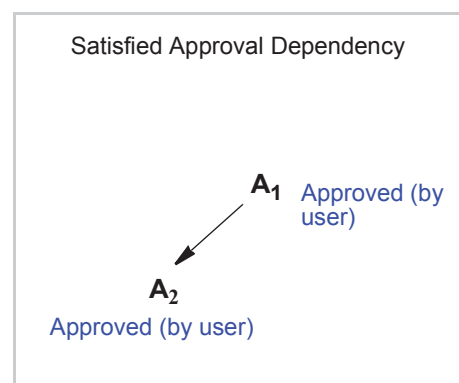 Satisfied Approval Dependency
A₁ Approved (by
user)
A₂
Approved (by user)